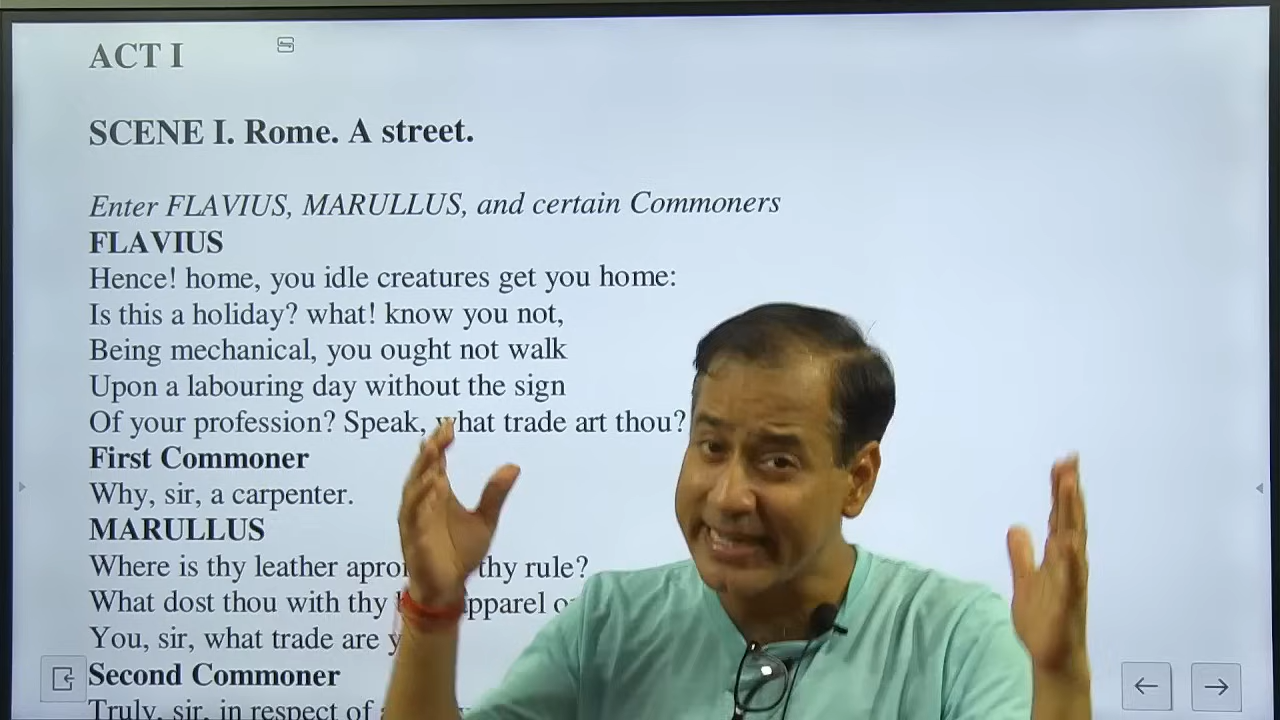 ACT I
SCENE I. Rome. A street.
Enter FLAVIUS, MARULLUS, and certain Commoners
FLAVIUS
Hence! home, you idle creatures get you home:
Is this a holiday? what! know you not,
Being mechanical, you ought not walk
Upon a labouring day without the sign
Of your profession? Speak, what trade art thou?
First Commoner
Why, sir, a carpenter.
MARULLUS
Where is thy leather thy rule?
What dost thou with thy apparel
You, sir, what trade are
Second Commoner
Truly, sir, in respect of